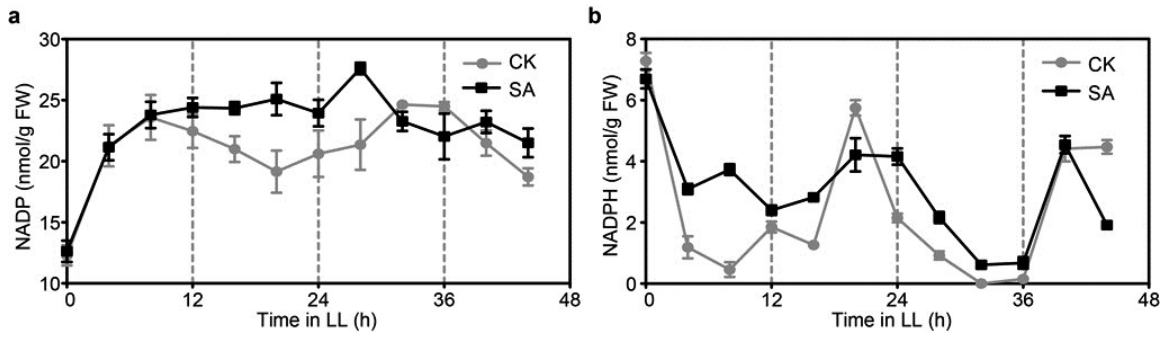 a
NADP (nmol/g FW)
30
25
20
15
10
CK
SA
0 12 24 36 48
Time in LL (h)
b
NADPH (nmol/g FW)
8
6
4
2
0
CK
SA
0 12 24 36 48
Time in LL (h)